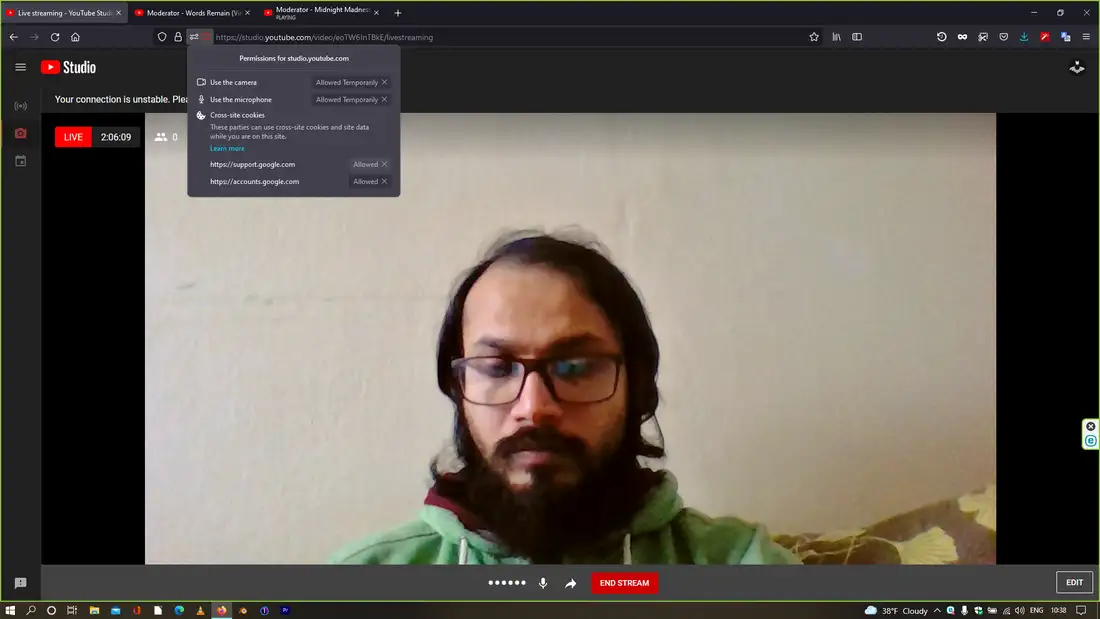 Live streaming - YouTube Studi
Moderator - Words Remain (Vi
Moderator - Midnight Madness
PLAYING
https://studio.youtube.com/video/eoTW6InTBkE/livestreaming
Permissions for studio.youtube.com
Use the camera
Allowed Temporarily
Use the microphone
Allowed Temporarily
Cross-site cookies
These parties can use cross-site cookies and site data
while you are on this site.
Learn more
https://support.google.com
Allowed
https://accounts.google.com
Allowed
Studio
Your connection is unstable. Plea
LIVE
2:06:09
0
END STREAM
EDIT
38°F Cloudy
ENG
10:38